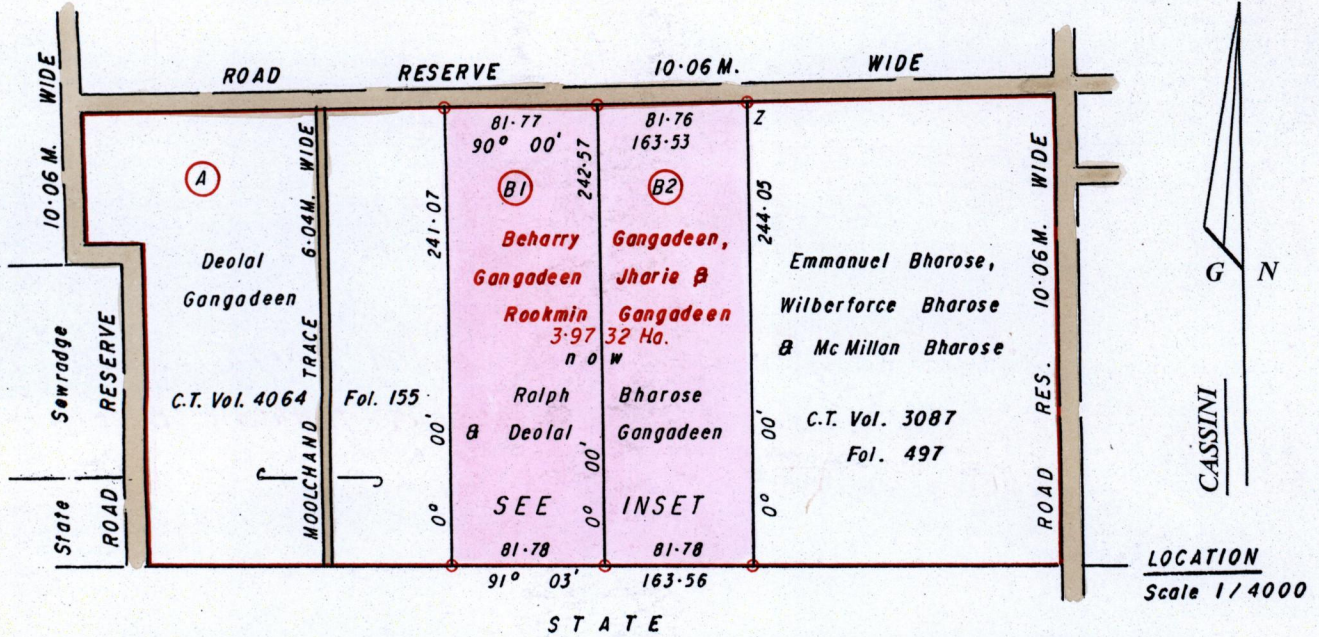 ROAD RESERVE 10·06 M. WIDE
10·06 M. WIDE
A
Deolal
Gangadeen
C.T. Vol. 4064 Fol. 155
MOOLCHAND TRACE 6·04M. WIDE
Sowradge
State
ROAD RESERVE
81·77
90° 00'
81·76
163·53
Z
B1
B2
241·07
0° 00'
242·57
0° 00'
244·05
0° 00'
Beharry Gangadeen,
Gangadeen Jharie &
Rookmin Gangadeen
3·97 32 Ha.
now
Ralph Bharose
& Deolal Gangadeen
SEE INSET
81·78
81·78
91° 03'
163·56
STATE
Emmanuel Bharose,
Wilberforce Bharose
& Mc Millan Bharose
C.T. Vol. 3087
Fol. 497
ROAD RES. 10·06 M. WIDE
G N
CASSINI
LOCATION
Scale 1/4000